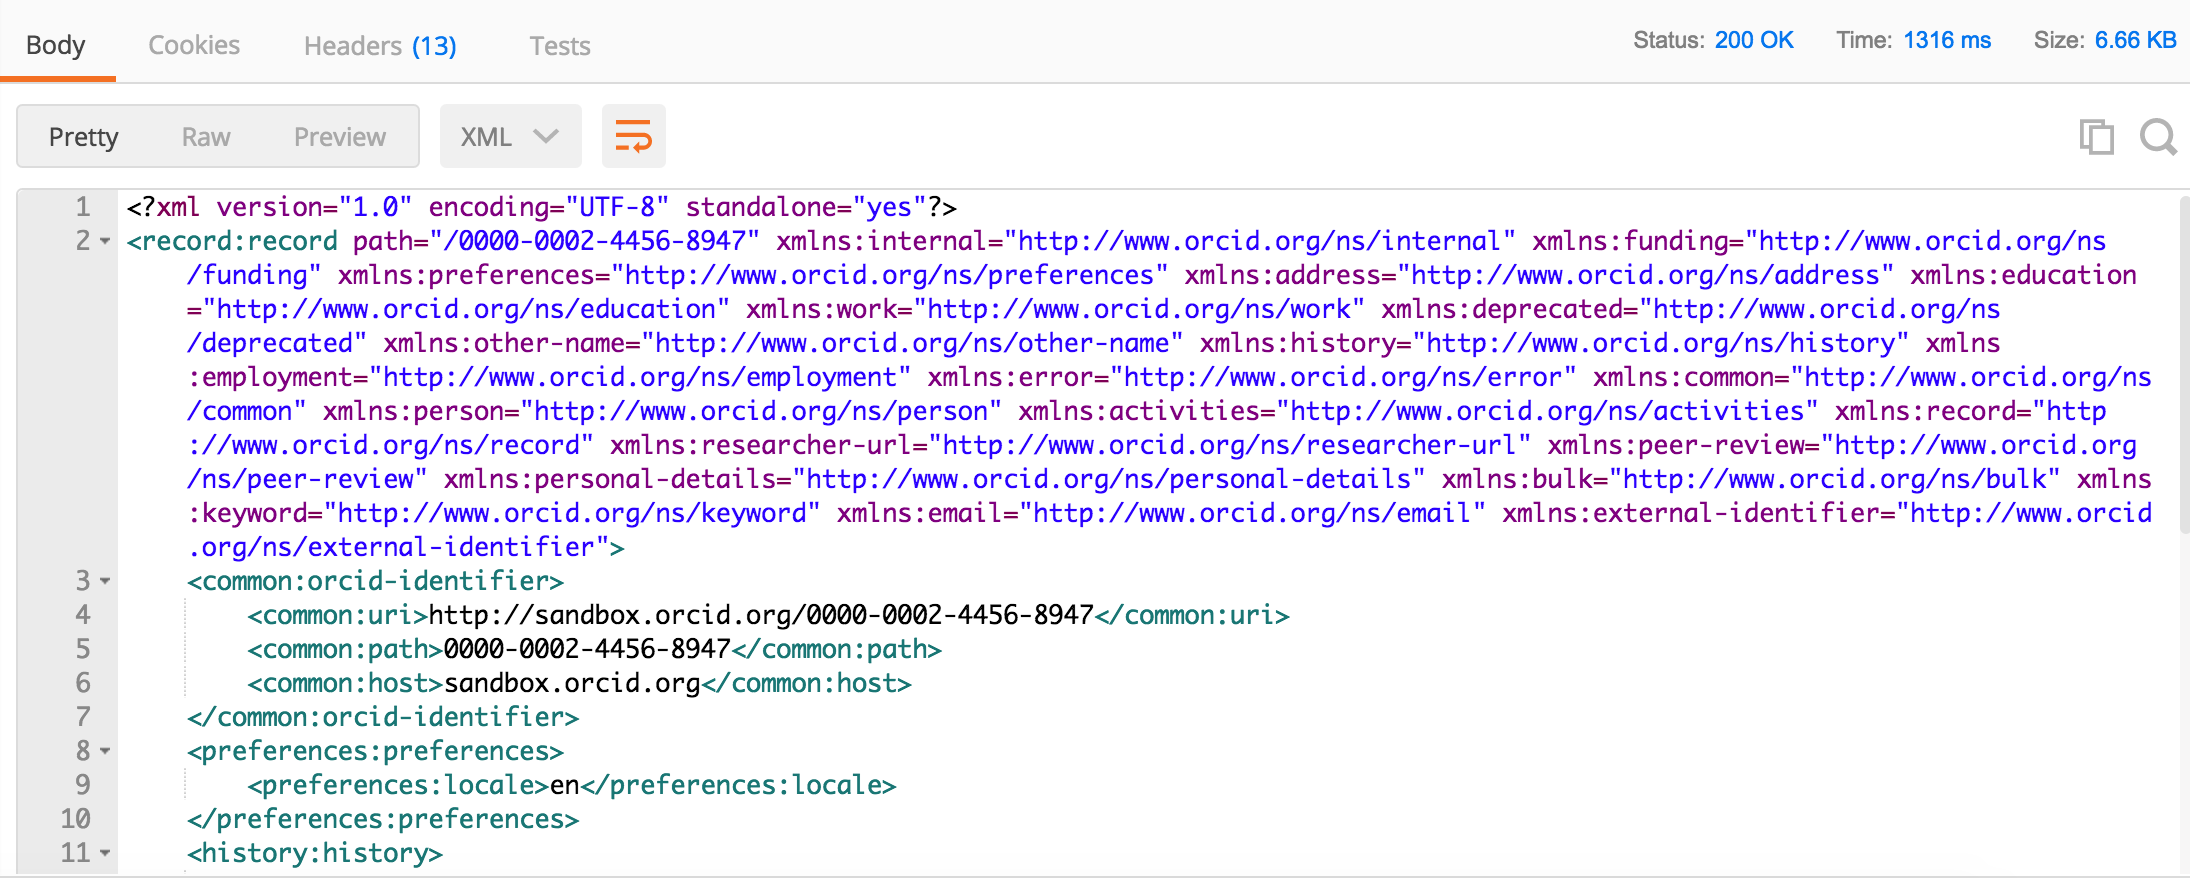 Body Cookies Headers (13) Tests Status: 200 OK Time: 1316 ms Size: 6.66 KB
Pretty Raw Preview XML
1 <?xml version="1.0" encoding="UTF-8" standalone="yes"?>
2 <record:record path="/0000-0002-4456-8947" xmlns:internal="http://www.orcid.org/ns/internal" xmlns:funding="http://www.orcid.org/ns
/funding" xmlns:preferences="http://www.orcid.org/ns/preferences" xmlns:address="http://www.orcid.org/ns/address" xmlns:education
="http://www.orcid.org/ns/education" xmlns:work="http://www.orcid.org/ns/work" xmlns:deprecated="http://www.orcid.org/ns
/deprecated" xmlns:other-name="http://www.orcid.org/ns/other-name" xmlns:history="http://www.orcid.org/ns/history" xmlns
:employment="http://www.orcid.org/ns/employment" xmlns:error="http://www.orcid.org/ns/error" xmlns:common="http://www.orcid.org/ns
/common" xmlns:person="http://www.orcid.org/ns/person" xmlns:activities="http://www.orcid.org/ns/activities" xmlns:record="http
://www.orcid.org/ns/record" xmlns:researcher-url="http://www.orcid.org/ns/researcher-url" xmlns:peer-review="http://www.orcid.org
/ns/peer-review" xmlns:personal-details="http://www.orcid.org/ns/personal-details" xmlns:bulk="http://www.orcid.org/ns/bulk" xmlns
:keyword="http://www.orcid.org/ns/keyword" xmlns:email="http://www.orcid.org/ns/email" xmlns:external-identifier="http://www.orcid
.org/ns/external-identifier">
3 <common:orcid-identifier>
4 <common:uri>http://sandbox.orcid.org/0000-0002-4456-8947</common:uri>
5 <common:path>0000-0002-4456-8947</common:path>
6 <common:host>sandbox.orcid.org</common:host>
7 </common:orcid-identifier>
8 <preferences:preferences>
9 <preferences:locale>en</preferences:locale>
10 </preferences:preferences>
11 <history:history>